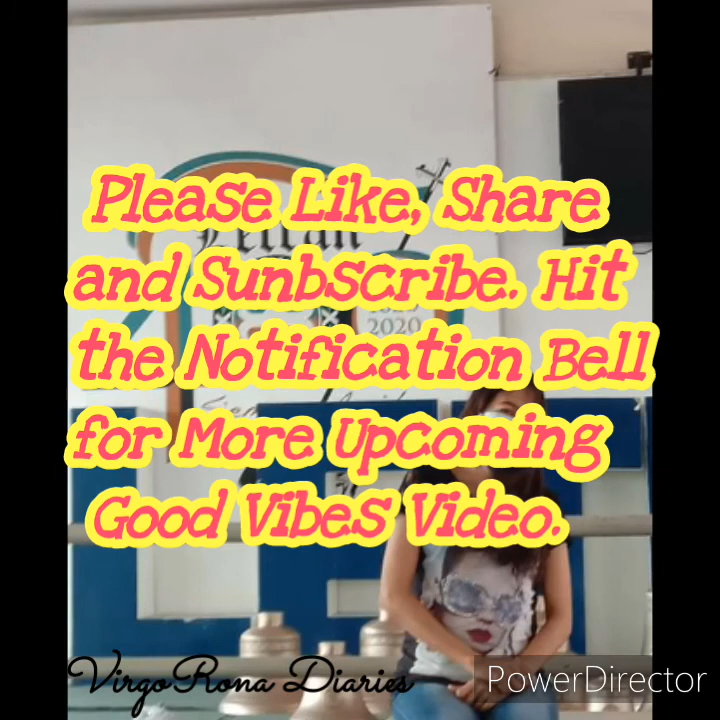 Please Like, Share
and Sunbscribe. Hit
the Notification Bell
for More Upcoming
Good Vibes Video.
Letran
2020
VirgoRona Diaries
PowerDirector